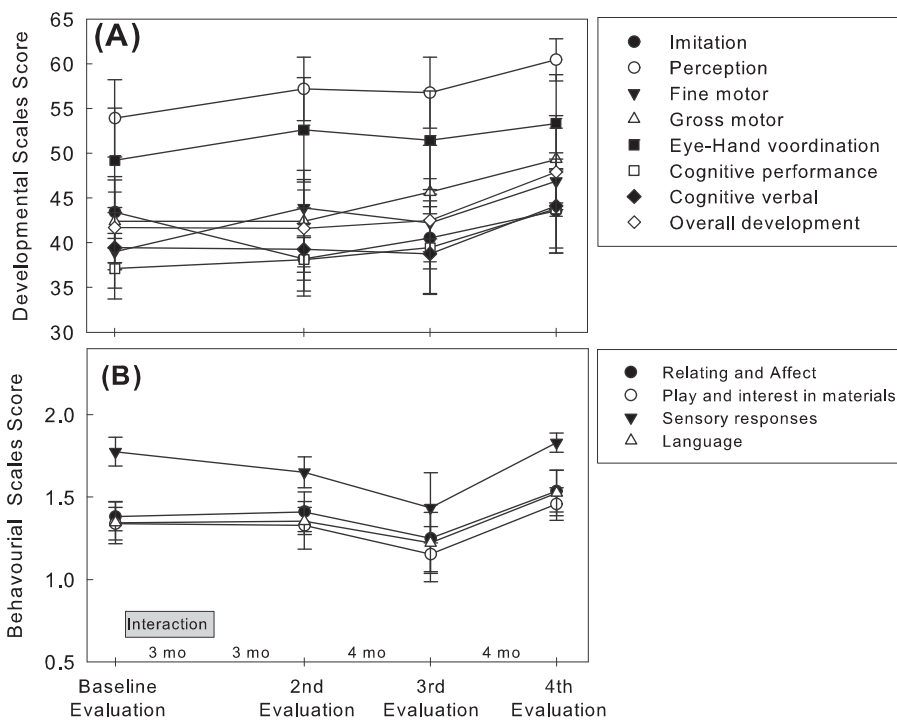 (A)
Developmental Scales Score
65
60
55
50
45
40
35
30
Imitation
Perception
Fine motor
Gross motor
Eye-Hand voordination
Cognitive performance
Cognitive verbal
Overall development
(B)
Behavourial Scales Score
2.0
1.5
1.0
0.5
Relating and Affect
Play and interest in materials
Sensory responses
Language
Interaction
3 mo 3 mo 4 mo 4 mo
Baseline 2nd 3rd 4th
Evaluation Evaluation Evaluation Evaluation